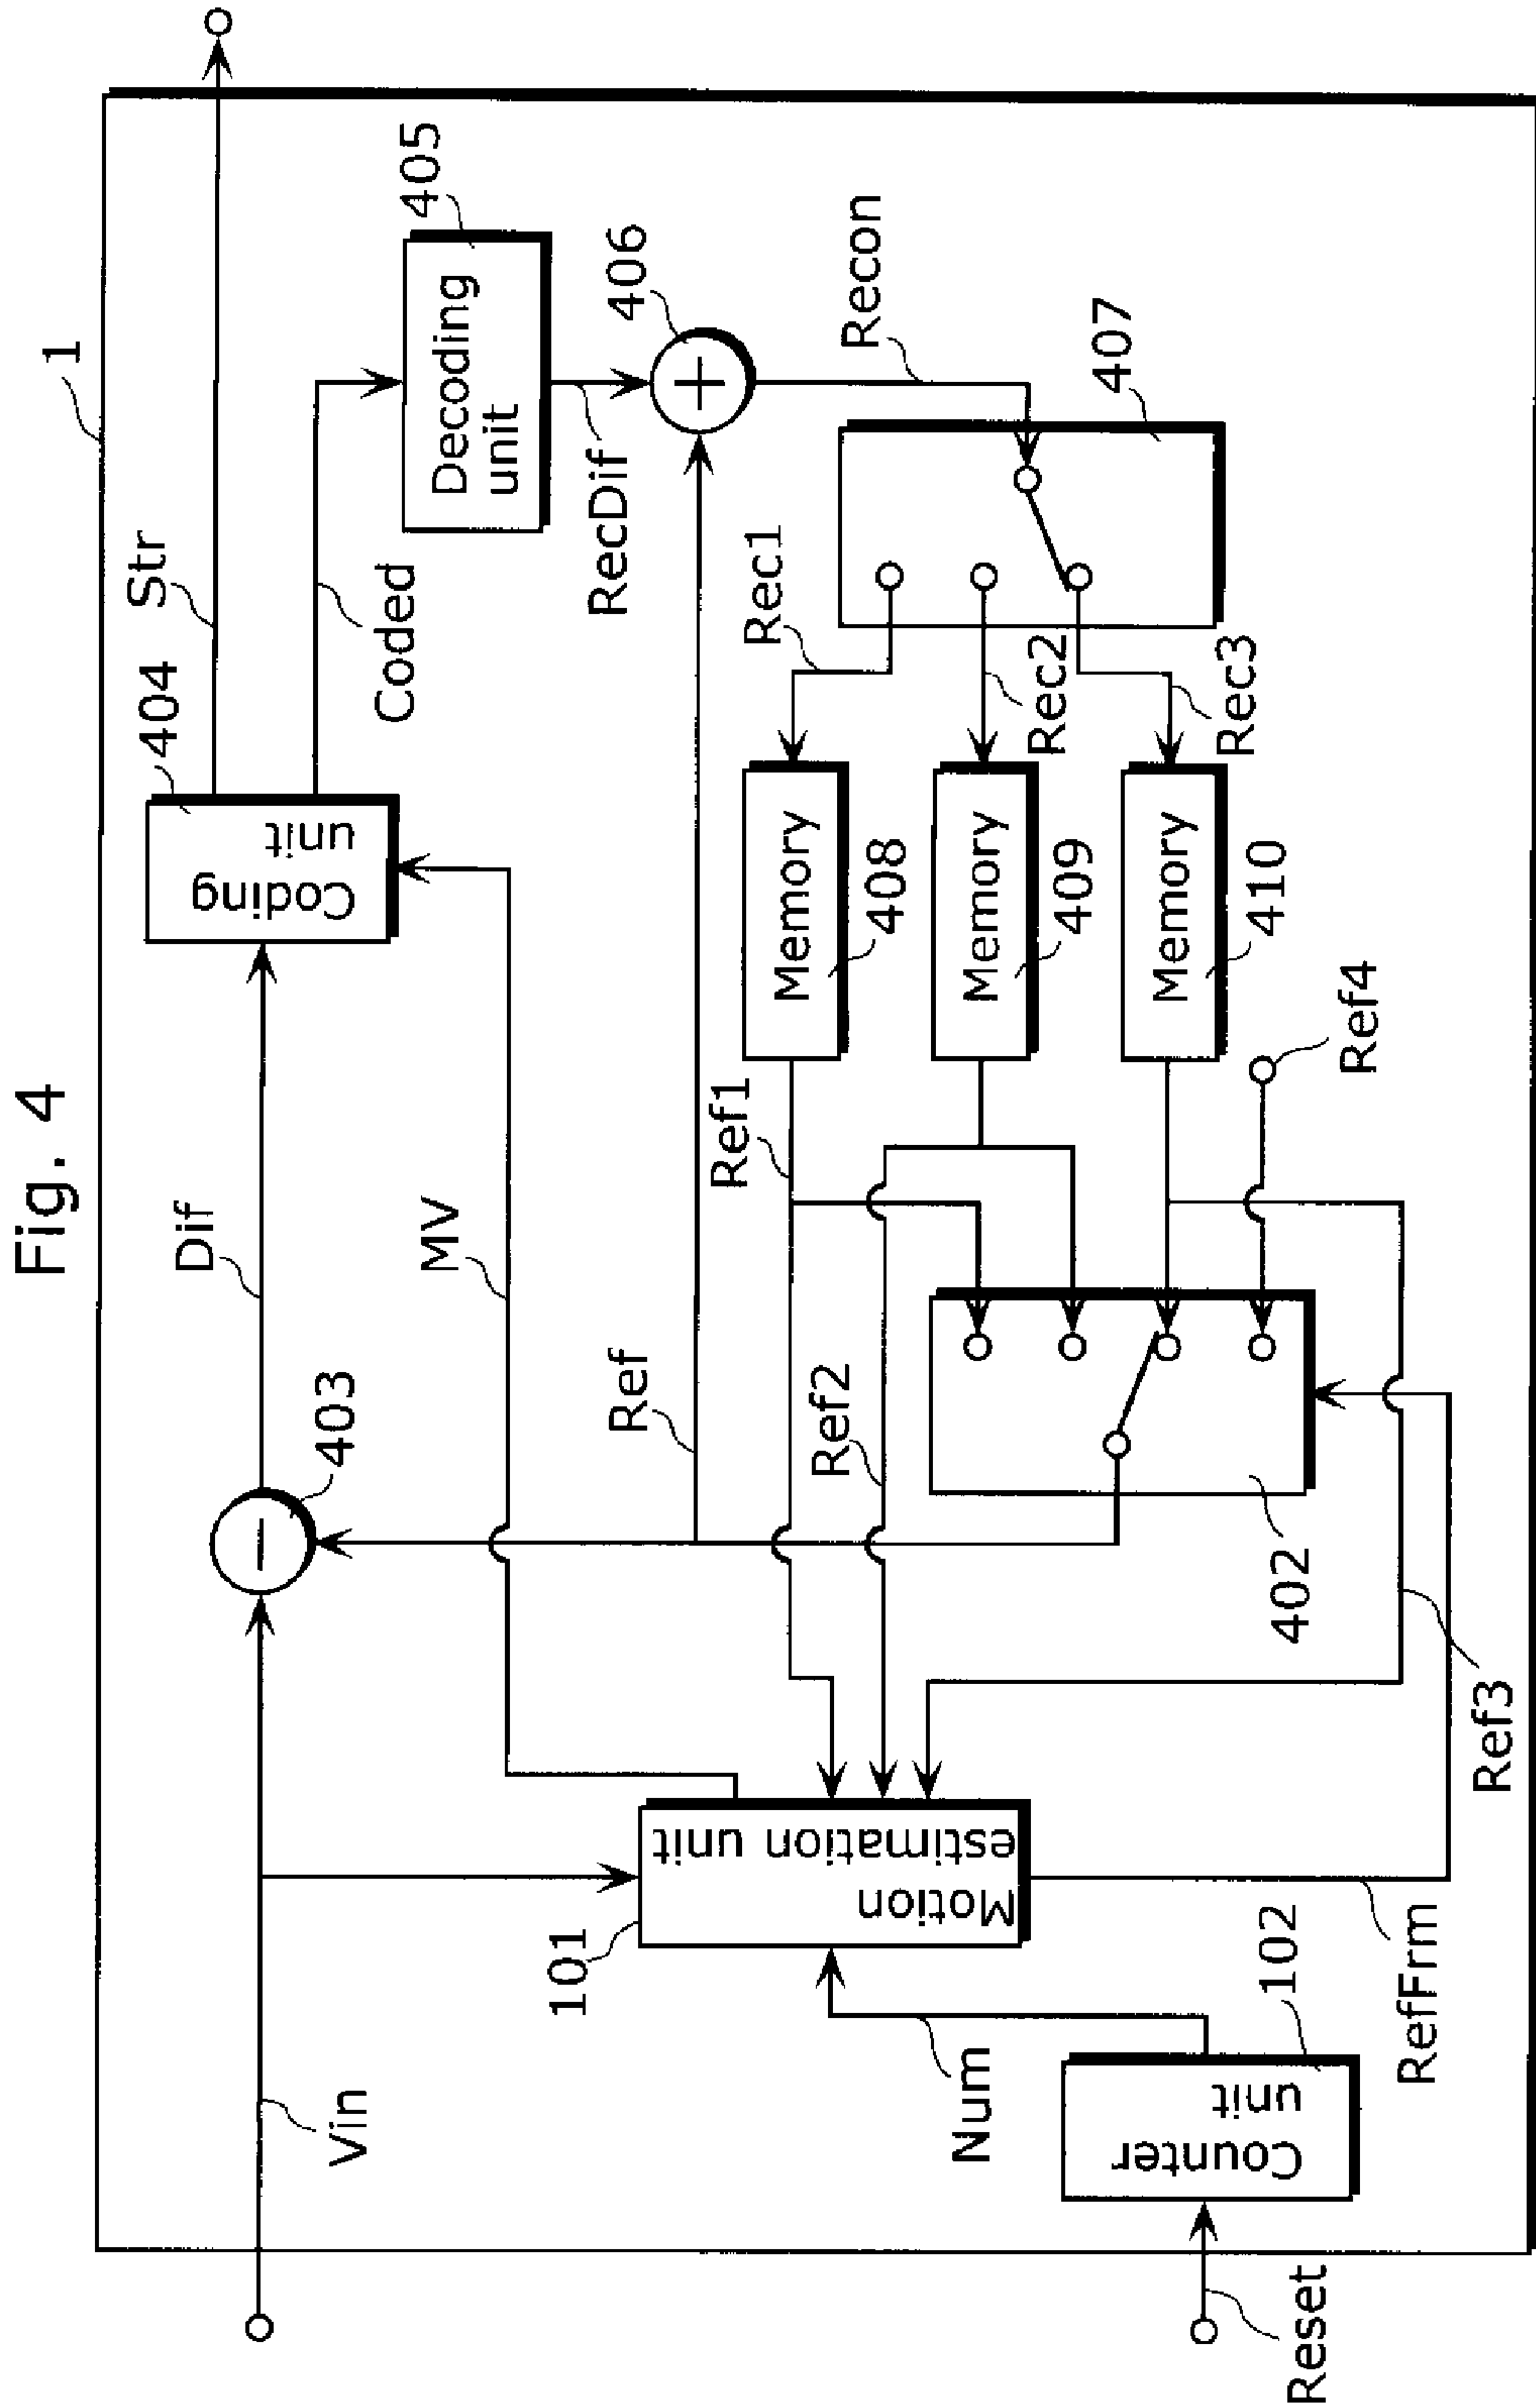 Fig. 4
1
Vin
403
Dif
404
Coding
unit
Str
Coded
405
Decoding
unit
RecDif
406
Recon
MV
Ref
101
Motion
estimation unit
Num
Reset
Counter
unit
102
RefFrm
Ref1
Ref2
Ref3
402
Ref4
Memory
408
Memory
409
Memory
410
Rec1
Rec2
Rec3
407